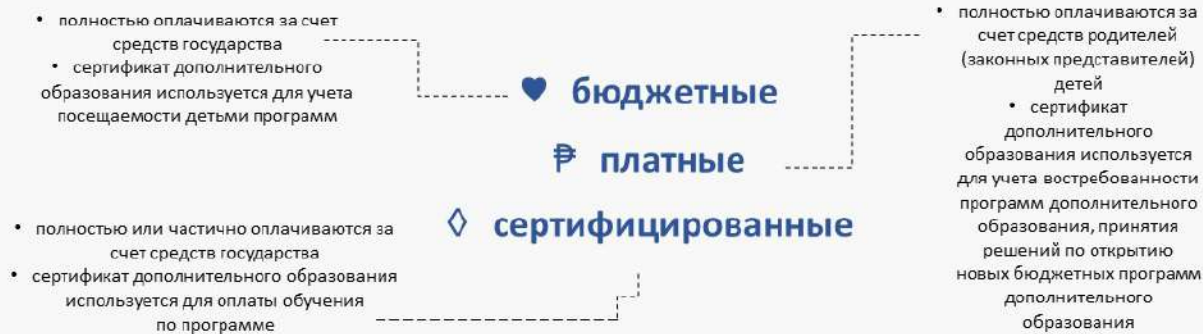 • полностью оплачиваются за счет
средств государства
• сертификат дополнительного
образования используется для учета
посещаемости детьми программ
♥ бюджетные
₱ платные
◊ сертифицированные
• полностью оплачиваются за
счет средств родителей
(законных представителей)
детей
• сертификат
дополнительного
образования используется
для учета востребованности
программ дополнительного
образования, принятия
решений по открытию
новых бюджетных программ
дополнительного
образования
• полностью или частично оплачиваются за
счет средств государства
• сертификат дополнительного образования
используется для оплаты обучения
по программе